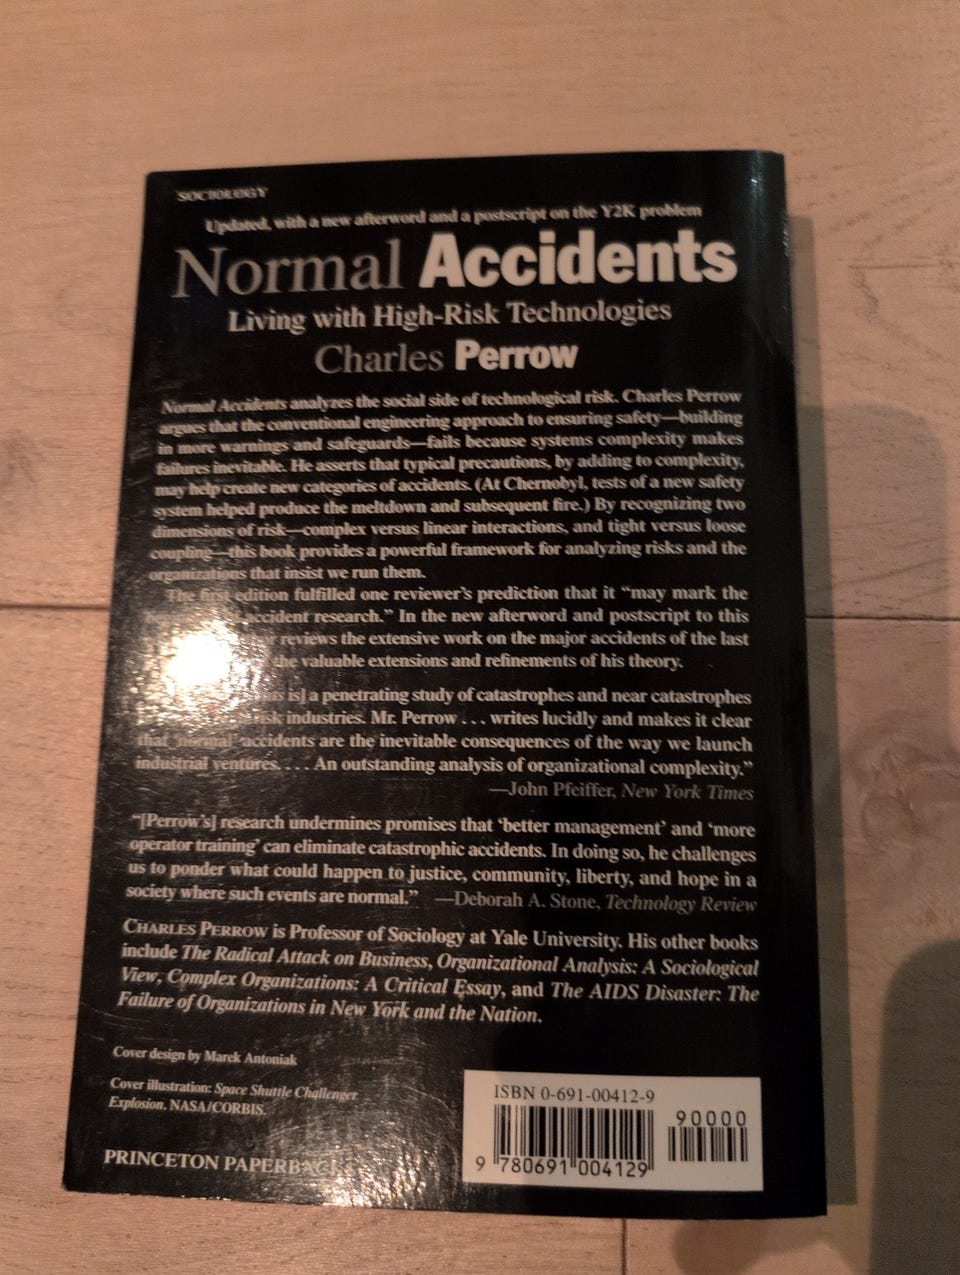 SOCIOLOGY
Updated, with a new afterword and a postscript on the Y2K problem
Normal Accidents
Living with High-Risk Technologies
Charles Perrow
Normal Accidents analyzes the social side of technological risk. Charles Perrow
argues that the conventional engineering approach to ensuring safety—building
in more warnings and safeguards—fails because systems complexity makes
failures inevitable. He asserts that typical precautions, by adding to complexity,
may help create new categories of accidents. (At Chernobyl, tests of a new safety
system helped produce the meltdown and subsequent fire.) By recognizing two
dimensions of risk—complex versus linear interactions, and tight versus loose
coupling—this book provides a powerful framework for analyzing risks and the
organizations that insist we run them.
The first edition fulfilled one reviewer's prediction that it “may mark the
accident research.” In the new afterword and postscript to this
reviews the extensive work on the major accidents of the last
the valuable extensions and refinements of his theory.
is] a penetrating study of catastrophes and near catastrophes
industries. Mr. Perrow . . . writes lucidly and makes it clear
that 'normal' accidents are the inevitable consequences of the way we launch
industrial ventures. . . . An outstanding analysis of organizational complexity.”
—John Pfeiffer, New York Times
“[Perrow's] research undermines promises that 'better management' and 'more
operator training' can eliminate catastrophic accidents. In doing so, he challenges
us to ponder what could happen to justice, community, liberty, and hope in a
society where such events are normal.” —Deborah A. Stone, Technology Review
CHARLES PERROW is Professor of Sociology at Yale University. His other books
include The Radical Attack on Business, Organizational Analysis: A Sociological
View, Complex Organizations: A Critical Essay, and The AIDS Disaster: The
Failure of Organizations in New York and the Nation.
Cover design by Marek Antoniak
Cover illustration: Space Shuttle Challenger
Explosion. NASA/CORBIS.
PRINCETON PAPERBACKS
ISBN 0-691-00412-9
90000
9 780691 004129